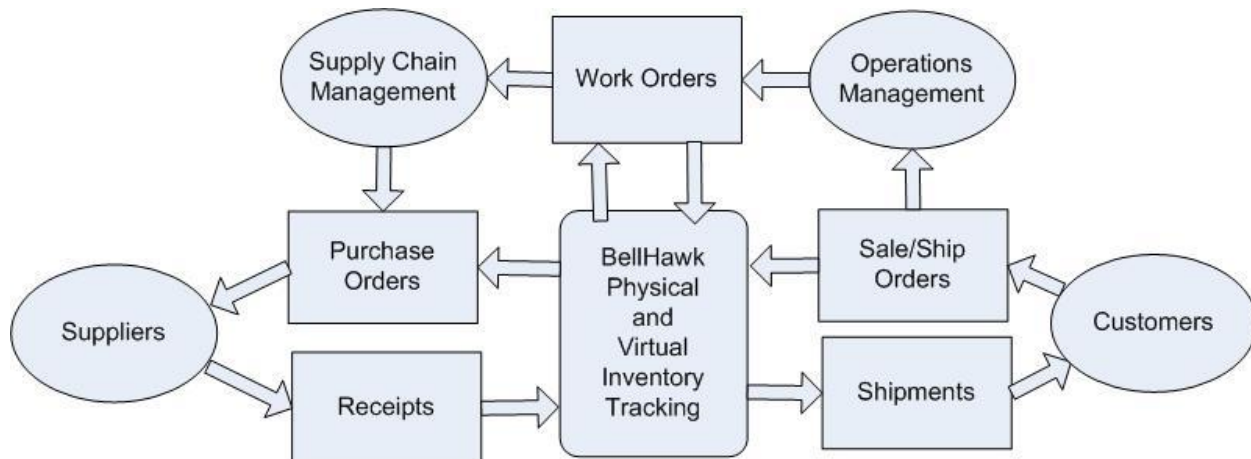 Supply Chain
Management
Work Orders
Operations
Management
Purchase
Orders
BellHawk
Physical
and
Virtual
Inventory
Tracking
Sale/Ship
Orders
Suppliers
Customers
Receipts
Shipments